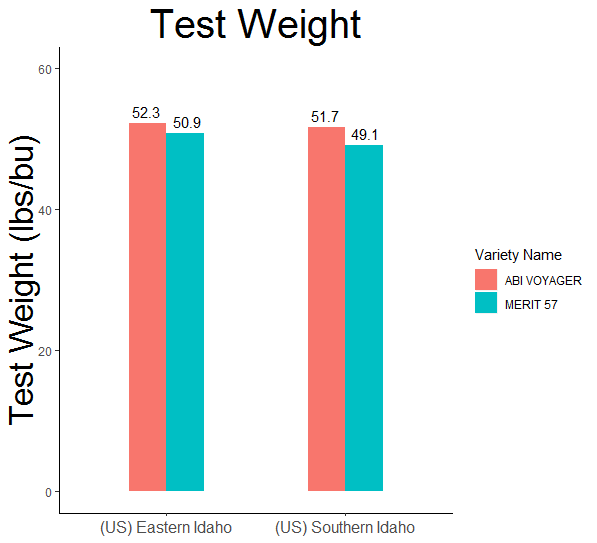 Test Weight
Test Weight (lbs/bu)
60
40
20
0
52.3
50.9
51.7
49.1
(US) Eastern Idaho
(US) Southern Idaho
Variety Name
ABI VOYAGER
MERIT 57